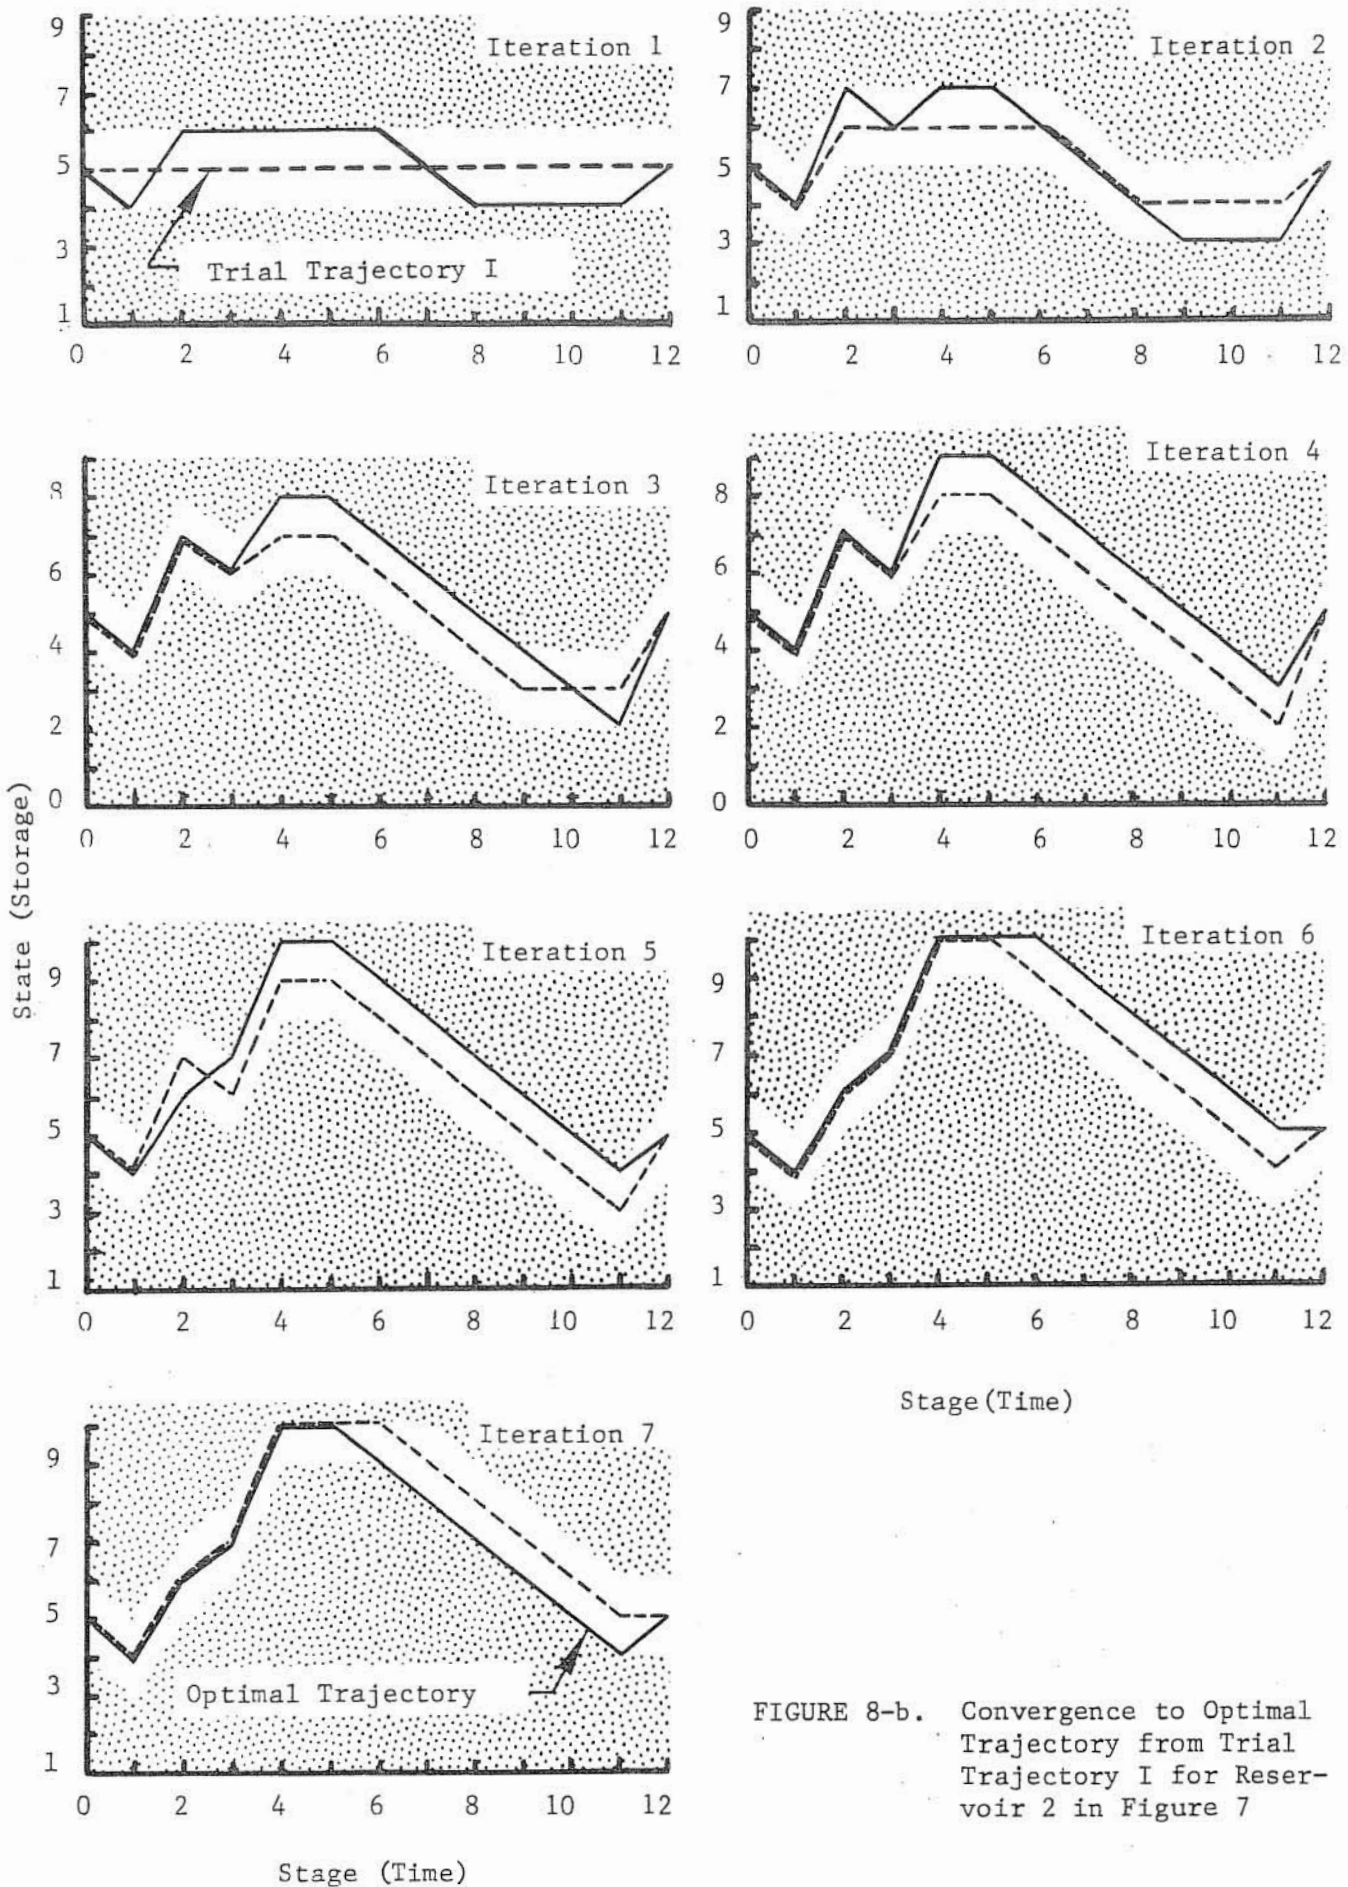 Iteration 1
9
7
5
3
1
Trial Trajectory I
0 2 4 6 8 10 12
Iteration 2
9
7
5
3
1
0 2 4 6 8 10 12
Iteration 3
8
6
4
2
0
0 2 4 6 8 10 12
Iteration 4
8
6
4
2
0
0 2 4 6 8 10 12
State (Storage)
Iteration 5
9
7
5
3
1
0 2 4 6 8 10 12
Iteration 6
9
7
5
3
1
0 2 4 6 8 10 12
Stage(Time)
Iteration 7
9
7
5
3
1
Optimal Trajectory
0 2 4 6 8 10 12
Stage (Time)
FIGURE 8-b. Convergence to Optimal
Trajectory from Trial
Trajectory I for Reser-
voir 2 in Figure 7